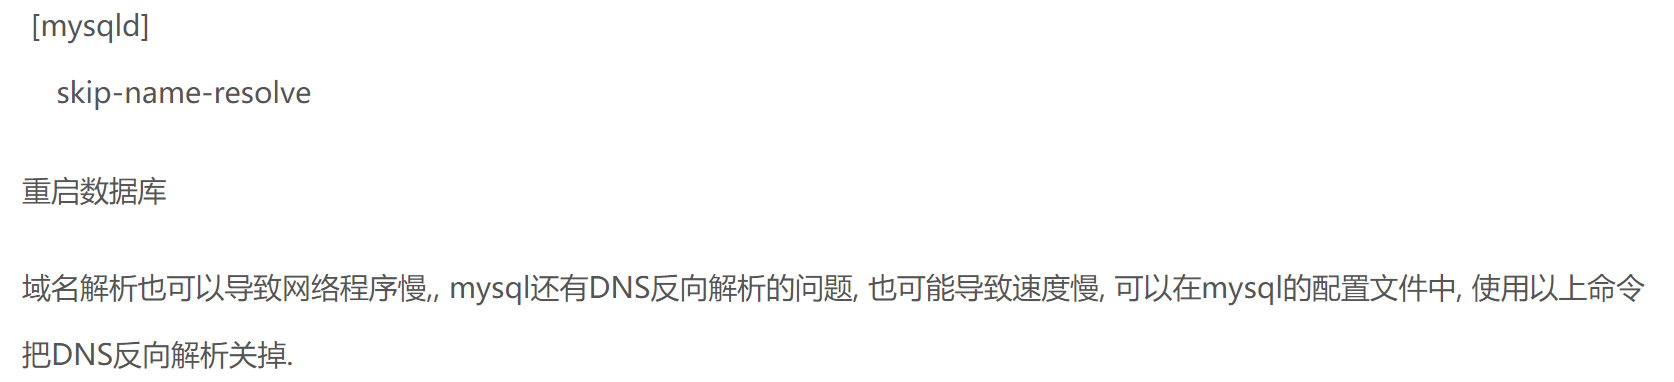 [mysqld]
skip-name-resolve
重启数据库
域名解析也可以导致网络程序慢,, mysql还有DNS反向解析的问题, 也可能导致速度慢, 可以在mysql的配置文件中, 使用以上命令
把DNS反向解析关掉.